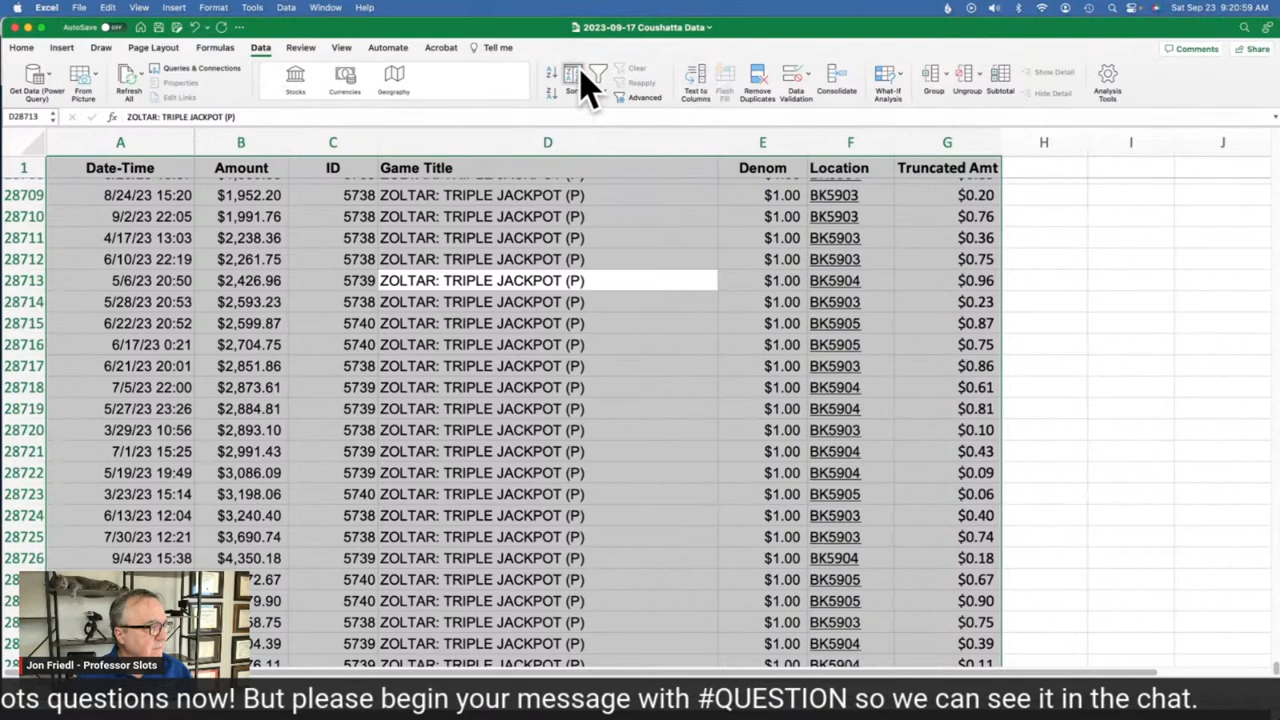 Excel File Edit View Insert Format Tools Data Window Help Sat Sep 23 9:20:59 AM
AutoSave OFF 2023-09-17 Coushatta Data
Home Insert Draw Page Layout Formulas Data Review View Automate Acrobat Tell me Comments Share
Get Data (Power Query) From Picture Refresh All Queries & Connections Properties Edit Links Stocks Currencies Geography Clear Reapply Advanced Text to Columns Flash Fill Remove Duplicates Data Validation Consolidate What-If Analysis Group Ungroup Subtotal Show Detail Hide Detail Analysis Tools
D28713 fx ZOLTAR: TRIPLE JACKPOT (P)
A B C D E F G H I J
1 Date-Time Amount ID Game Title Denom Location Truncated Amt
28709 8/24/23 15:20 $1,952.20 5738 ZOLTAR: TRIPLE JACKPOT (P) $1.00 BK5903 $0.20
28710 9/2/23 22:05 $1,991.76 5738 ZOLTAR: TRIPLE JACKPOT (P) $1.00 BK5903 $0.76
28711 4/17/23 13:03 $2,238.36 5738 ZOLTAR: TRIPLE JACKPOT (P) $1.00 BK5903 $0.36
28712 6/10/23 22:19 $2,261.75 5738 ZOLTAR: TRIPLE JACKPOT (P) $1.00 BK5903 $0.75
28713 5/6/23 20:50 $2,426.96 5739 ZOLTAR: TRIPLE JACKPOT (P) $1.00 BK5904 $0.96
28714 5/28/23 20:53 $2,593.23 5738 ZOLTAR: TRIPLE JACKPOT (P) $1.00 BK5903 $0.23
28715 6/22/23 20:52 $2,599.87 5740 ZOLTAR: TRIPLE JACKPOT (P) $1.00 BK5905 $0.87
28716 6/17/23 0:21 $2,704.75 5740 ZOLTAR: TRIPLE JACKPOT (P) $1.00 BK5905 $0.75
28717 6/21/23 20:01 $2,851.86 5738 ZOLTAR: TRIPLE JACKPOT (P) $1.00 BK5903 $0.86
28718 7/5/23 22:00 $2,873.61 5739 ZOLTAR: TRIPLE JACKPOT (P) $1.00 BK5904 $0.61
28719 5/27/23 23:26 $2,884.81 5739 ZOLTAR: TRIPLE JACKPOT (P) $1.00 BK5904 $0.81
28720 3/29/23 10:56 $2,893.10 5739 ZOLTAR: TRIPLE JACKPOT (P) $1.00 BK5904 $0.10
28721 7/1/23 15:25 $2,991.43 5739 ZOLTAR: TRIPLE JACKPOT (P) $1.00 BK5904 $0.43
28722 5/19/23 19:49 $3,086.09 5739 ZOLTAR: TRIPLE JACKPOT (P) $1.00 BK5904 $0.09
28723 3/23/23 15:14 $3,198.06 5740 ZOLTAR: TRIPLE JACKPOT (P) $1.00 BK5905 $0.06
28724 6/13/23 12:04 $3,240.40 5738 ZOLTAR: TRIPLE JACKPOT (P) $1.00 BK5903 $0.40
28725 7/30/23 12:21 $3,690.74 5738 ZOLTAR: TRIPLE JACKPOT (P) $1.00 BK5903 $0.74
28726 9/4/23 15:38 $4,350.18 5739 ZOLTAR: TRIPLE JACKPOT (P) $1.00 BK5904 $0.18
72.67 5740 ZOLTAR: TRIPLE JACKPOT (P) $1.00 BK5905 $0.67
79.90 5740 ZOLTAR: TRIPLE JACKPOT (P) $1.00 BK5905 $0.90
58.75 5738 ZOLTAR: TRIPLE JACKPOT (P) $1.00 BK5903 $0.75
04.39 5739 ZOLTAR: TRIPLE JACKPOT (P) $1.00 BK5904 $0.39
76.11 5739 ZOLTAR: TRIPLE JACKPOT (P) $1.00 BK5904 $0.11
Jon Friedl - Professor Slots
ots questions now! But please begin your message with #QUESTION so we can see it in the chat.